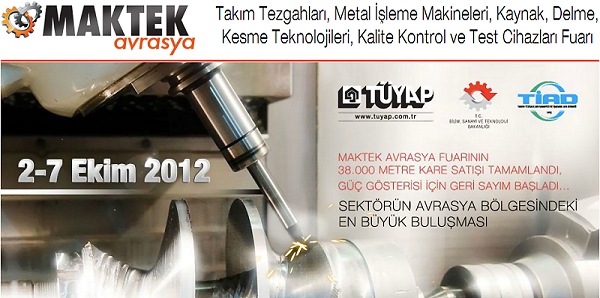 MAKTEK
avrasya
Takım Tezgahları, Metal İşleme Makineleri, Kaynak, Delme,
Kesme Teknolojileri, Kalite Kontrol ve Test Cihazları Fuarı
TÜYAP
www.tuyap.com.tr
T.C.
BİLİM, SANAYİ VE TEKNOLOJİ
BAKANLIĞI
TİAD
2-7 Ekim 2012
MAKTEK AVRASYA FUARININ
38.000 METRE KARE SATIŞI TAMAMLANDI,
GÜÇ GÖSTERİSİ İÇİN GERİ SAYIM BAŞLADI...
SEKTÖRÜN AVRASYA BÖLGESİNDEKİ
EN BÜYÜK BULUŞMASI